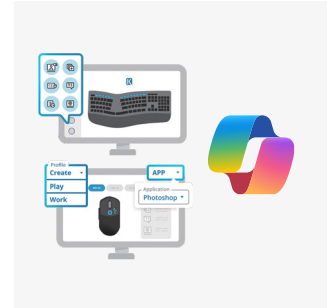 K
Profile
Create
Play
Work
APP
Application
Photoshop